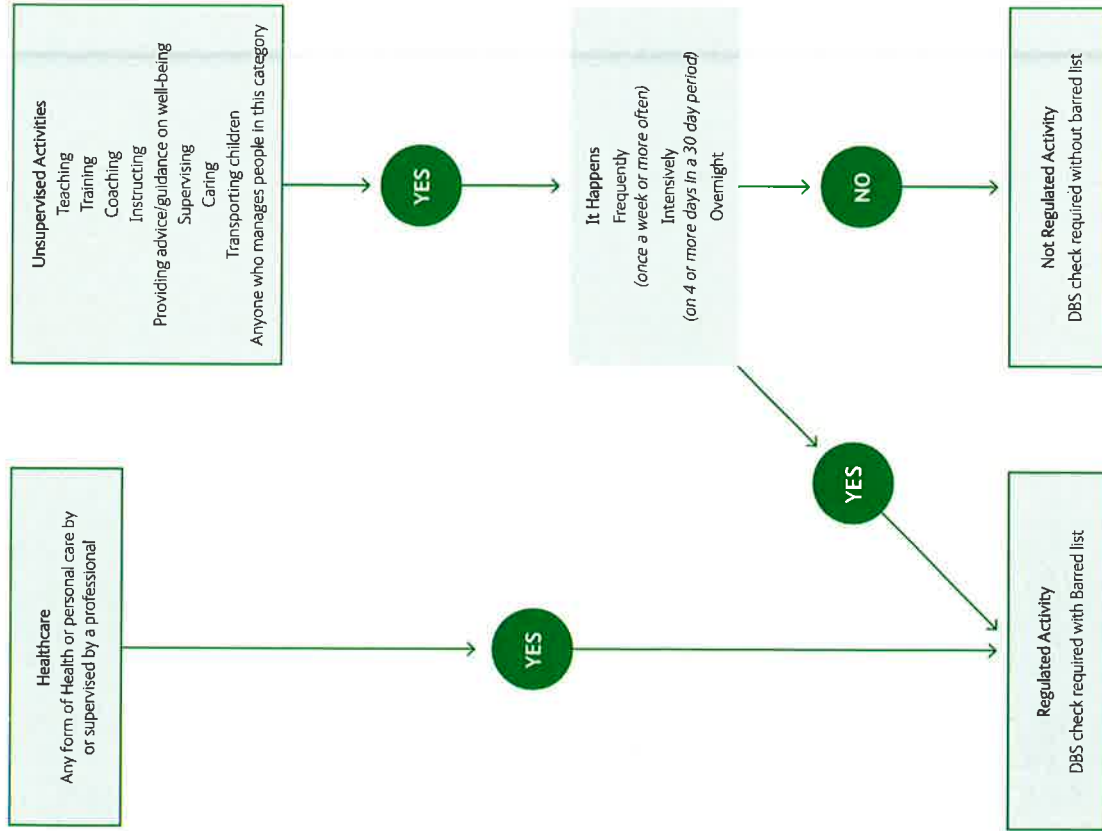 Healthcare
Any form of Health or personal care by
or supervised by a professional
YES
Regulated Activity
DBS check required with Barred list
Unsupervised Activities
Teaching
Training
Coaching
Instructing
Providing advice/guidance on well-being
Supervising
Caring
Transporting children
Anyone who manages people in this category
YES
It Happens
Frequently
(once a week or more often)
Intensively
(on 4 or more days in a 30 day period)
Overnight
YES
NO
Not Regulated Activity
DBS check required without barred list